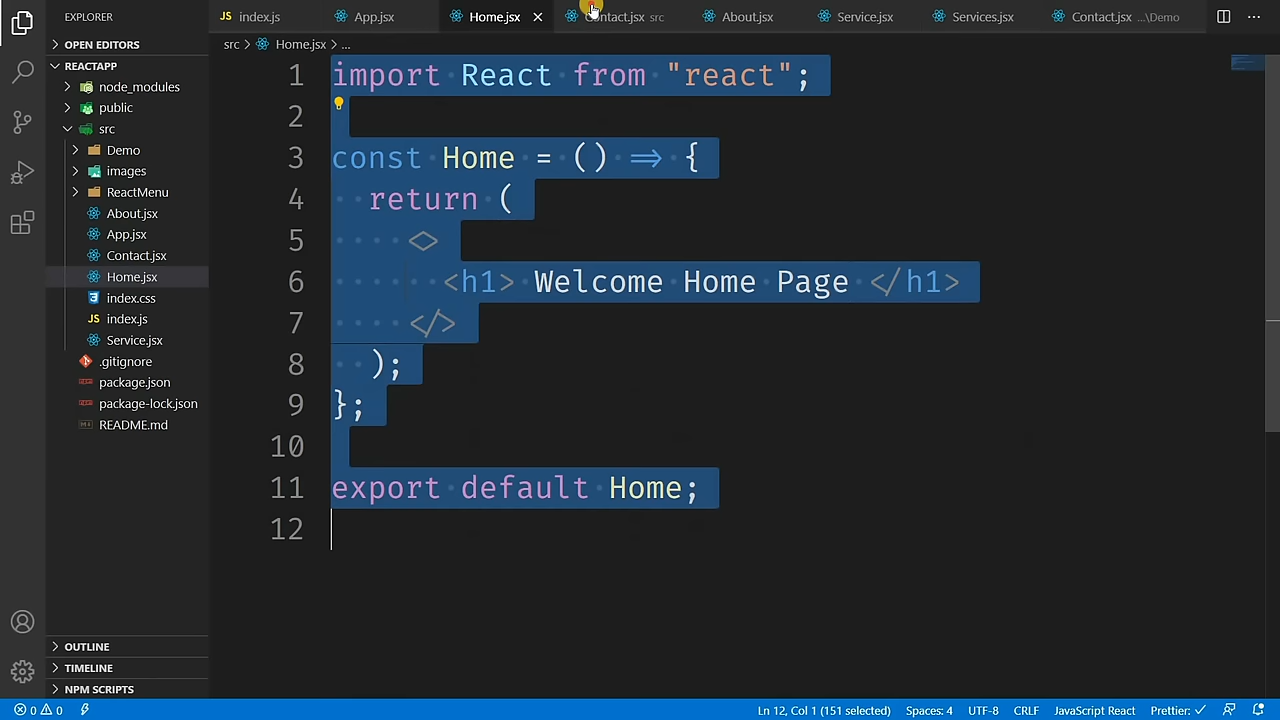 EXPLORER
index.js
App.jsx
Home.jsx
Contact.jsx src
About.jsx
Service.jsx
Services.jsx
Contact.jsx ...\Demo
OPEN EDITORS
src > Home.jsx > ...
REACTAPP
node_modules
public
src
Demo
images
ReactMenu
About.jsx
App.jsx
Contact.jsx
Home.jsx
index.css
index.js
Service.jsx
.gitignore
package.json
package-lock.json
README.md
OUTLINE
TIMELINE
NPM SCRIPTS
1 import React from "react";
2
3 const Home = () => {
4 return (
5 <>
6 <h1> Welcome Home Page </h1>
7 </>
8 );
9 };
10
11 export default Home;
12
0 0
Ln 12, Col 1 (151 selected)
Spaces: 4
UTF-8
CRLF
JavaScript React
Prettier: ✓